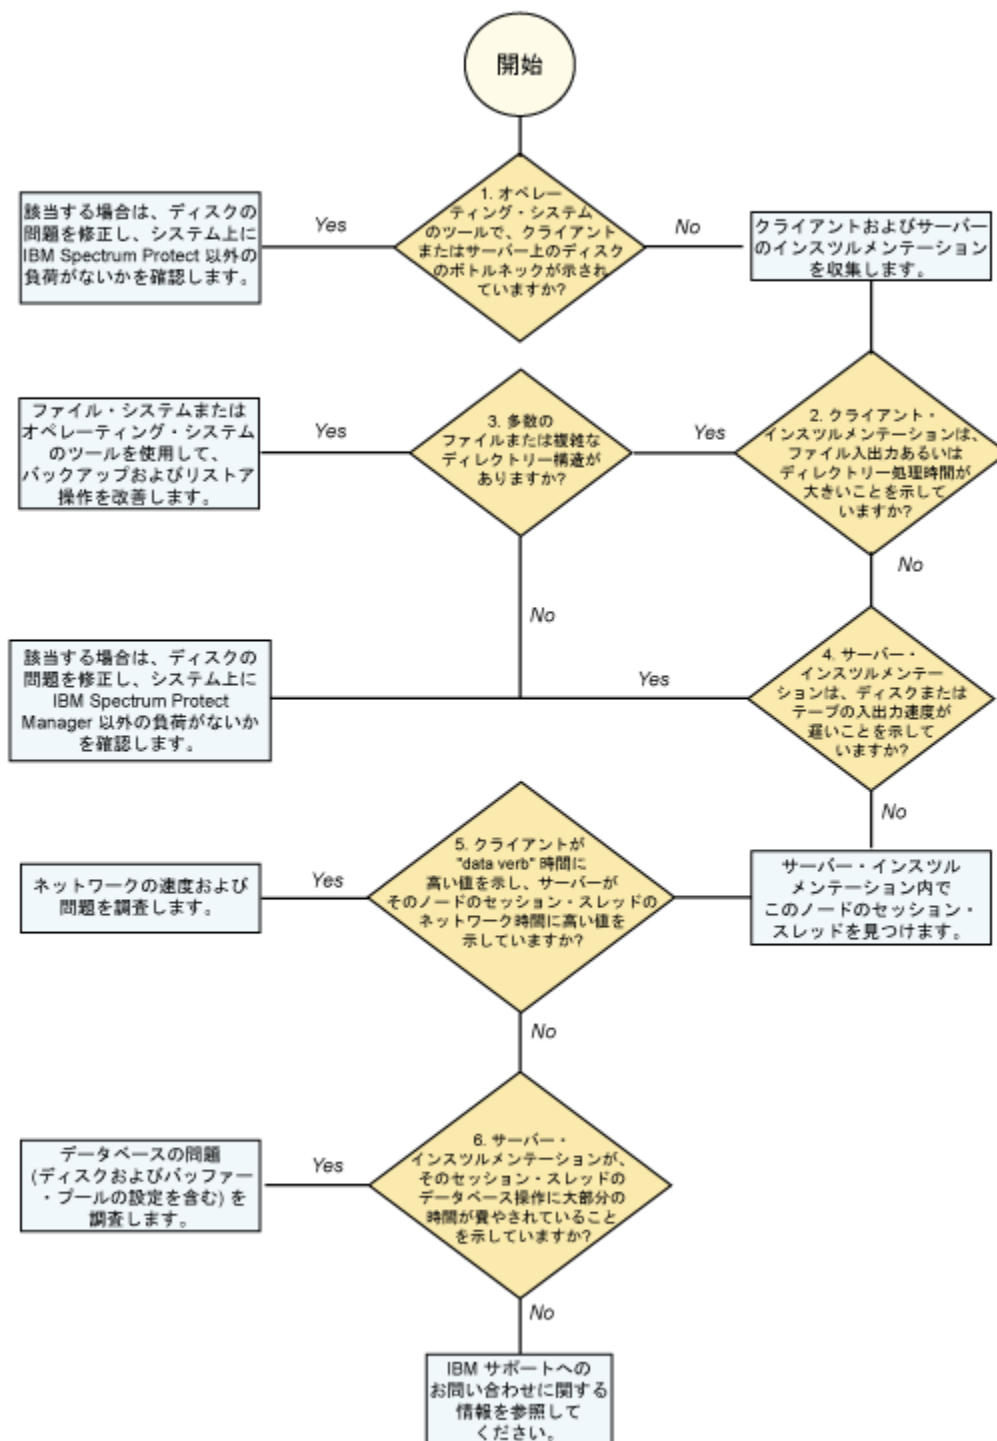 開始
1. オペレー
ティング・システム
のツールで、クライアント
またはサーバー上のディスク
のボトルネックが示され
ていますか?
Yes
No
該当する場合は、ディスクの
問題を修正し、システム上に
IBM Spectrum Protect 以外の
負荷がないかを確認します。
クライアントおよびサーバー
のインスツルメンテーション
を収集します。
2. クライアント・
インスツルメンテーションは、
ファイル入出力あるいは
ディレクトリー処理時間が
大きいことを示して
いますか?
Yes
No
3. 多数の
ファイルまたは複雑な
ディレクトリー構造が
ありますか?
Yes
No
ファイル・システムまたは
オペレーティング・システム
のツールを使用して、
バックアップおよびリストア
操作を改善します。
4. サーバー・
インスツルメンテー
ションは、ディスクまたは
テープの入出力速度が
遅いことを示して
いますか?
Yes
No
該当する場合は、ディスクの
問題を修正し、システム上に
IBM Spectrum Protect
Manager 以外の負荷がないか
を確認します。
サーバー・インスツル
メンテーション内で
このノードのセッション・
スレッドを見つけます。
5. クライアントが
"data verb" 時間に
高い値を示し、サーバーが
そのノードのセッション・スレッドの
ネットワーク時間に高い値を
示していますか?
Yes
No
ネットワークの速度および
問題を調査します。
6. サーバー・
インスツルメンテーションが、
そのセッション・スレッドの
データベース操作に大部分の
時間が費やされていること
を示していますか?
Yes
No
データベースの問題
(ディスクおよびバッファー
・プールの設定を含む) を
調査します。
IBM サポートへの
お問い合わせに関する
情報を参照して
ください。